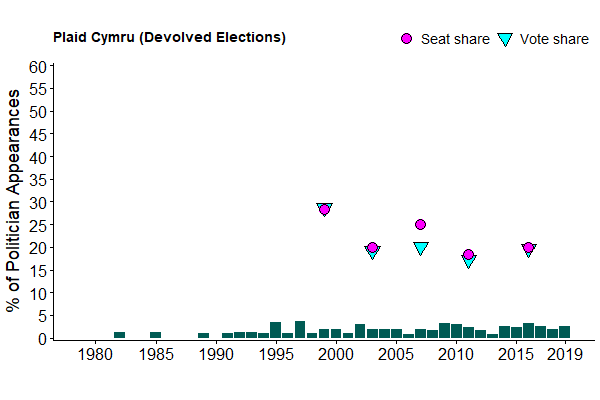 Plaid Cymru (Devolved Elections)
Seat share
Vote share
% of Politician Appearances
60
55
50
45
40
35
30
25
20
15
10
5
0
1980 1985 1990 1995 2000 2005 2010 2015 2019